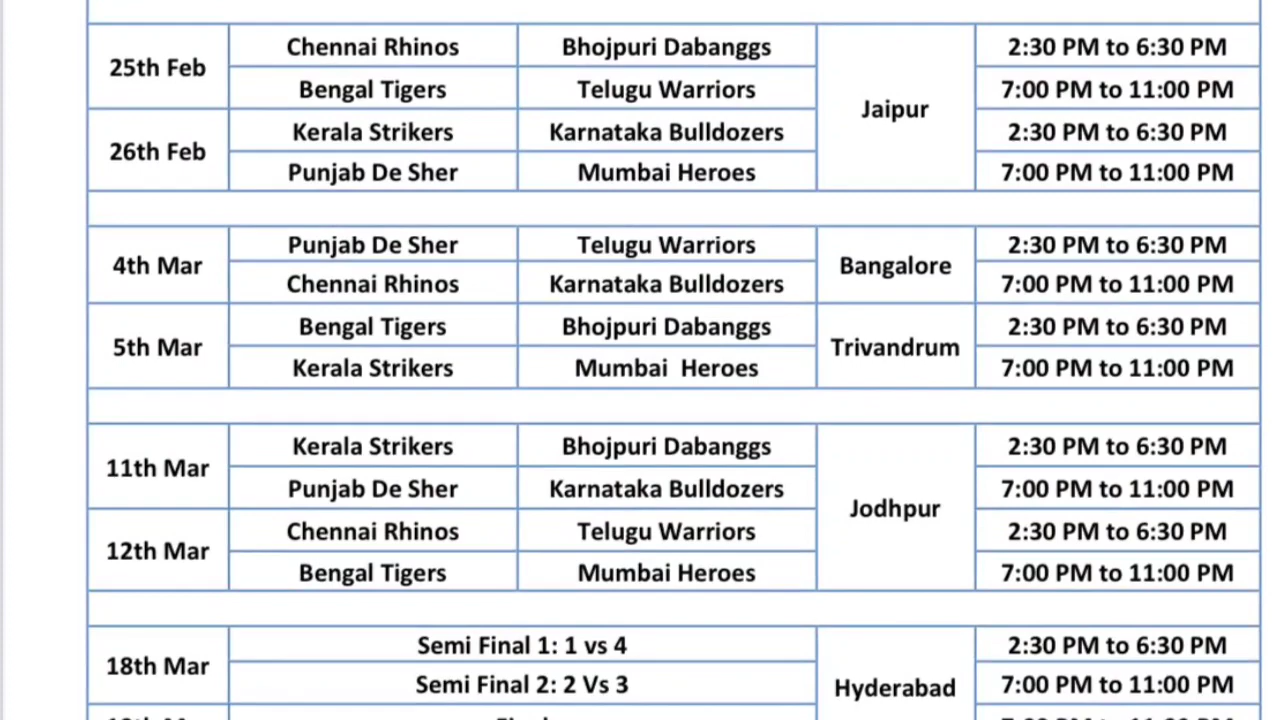 25th Feb Chennai Rhinos Bhojpuri Dabanggs Jaipur 2:30 PM to 6:30 PM
Bengal Tigers Telugu Warriors 7:00 PM to 11:00 PM
26th Feb Kerala Strikers Karnataka Bulldozers 2:30 PM to 6:30 PM
Punjab De Sher Mumbai Heroes 7:00 PM to 11:00 PM
4th Mar Punjab De Sher Telugu Warriors Bangalore 2:30 PM to 6:30 PM
Chennai Rhinos Karnataka Bulldozers 7:00 PM to 11:00 PM
5th Mar Bengal Tigers Bhojpuri Dabanggs Trivandrum 2:30 PM to 6:30 PM
Kerala Strikers Mumbai Heroes 7:00 PM to 11:00 PM
11th Mar Kerala Strikers Bhojpuri Dabanggs Jodhpur 2:30 PM to 6:30 PM
Punjab De Sher Karnataka Bulldozers 7:00 PM to 11:00 PM
12th Mar Chennai Rhinos Telugu Warriors 2:30 PM to 6:30 PM
Bengal Tigers Mumbai Heroes 7:00 PM to 11:00 PM
18th Mar Semi Final 1: 1 vs 4 Hyderabad 2:30 PM to 6:30 PM
Semi Final 2: 2 Vs 3 7:00 PM to 11:00 PM